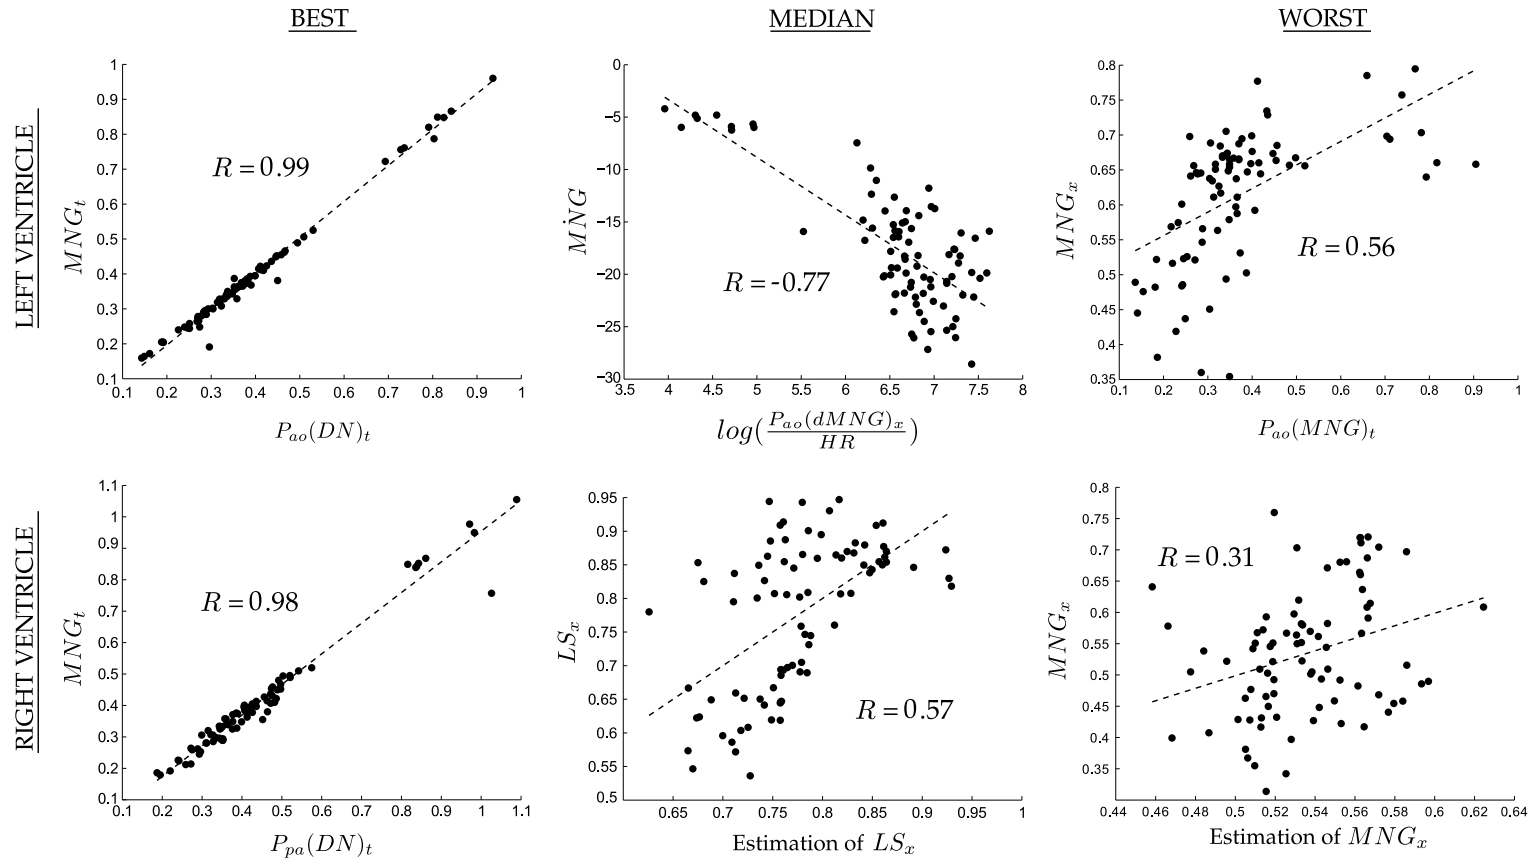 BEST MEDIAN WORST
LEFT VENTRICLE
1
0.9
0.8
0.7
0.6
0.5
0.4
0.3
0.2
0.1
MNG_t
R = 0.99
0.1 0.2 0.3 0.4 0.5 0.6 0.7 0.8 0.9 1
P_ao(DN)_t
0
−5
−10
−15
−20
−25
−30
ṀNG
R = -0.77
3.5 4 4.5 5 5.5 6 6.5 7 7.5 8
log(P_ao(dMNG)_x / HR)
0.8
0.75
0.7
0.65
0.6
0.55
0.5
0.45
0.4
0.35
MNG_x
R = 0.56
0.1 0.2 0.3 0.4 0.5 0.6 0.7 0.8 0.9 1
P_ao(MNG)_t
RIGHT VENTRICLE
1.1
1
0.9
0.8
0.7
0.6
0.5
0.4
0.3
0.2
0.1
MNG_t
R = 0.98
0.1 0.2 0.3 0.4 0.5 0.6 0.7 0.8 0.9 1 1.1
P_pa(DN)_t
0.95
0.9
0.85
0.8
0.75
0.7
0.65
0.6
0.55
0.5
LS_x
R = 0.57
0.65 0.7 0.75 0.8 0.85 0.9 0.95 1
Estimation of LS_x
0.8
0.7
0.6
0.5
0.45
0.4
0.35
MNG_x
R = 0.31
0.44 0.46 0.48 0.5 0.52 0.54 0.56 0.58 0.6 0.62 0.64
Estimation of MNG_x